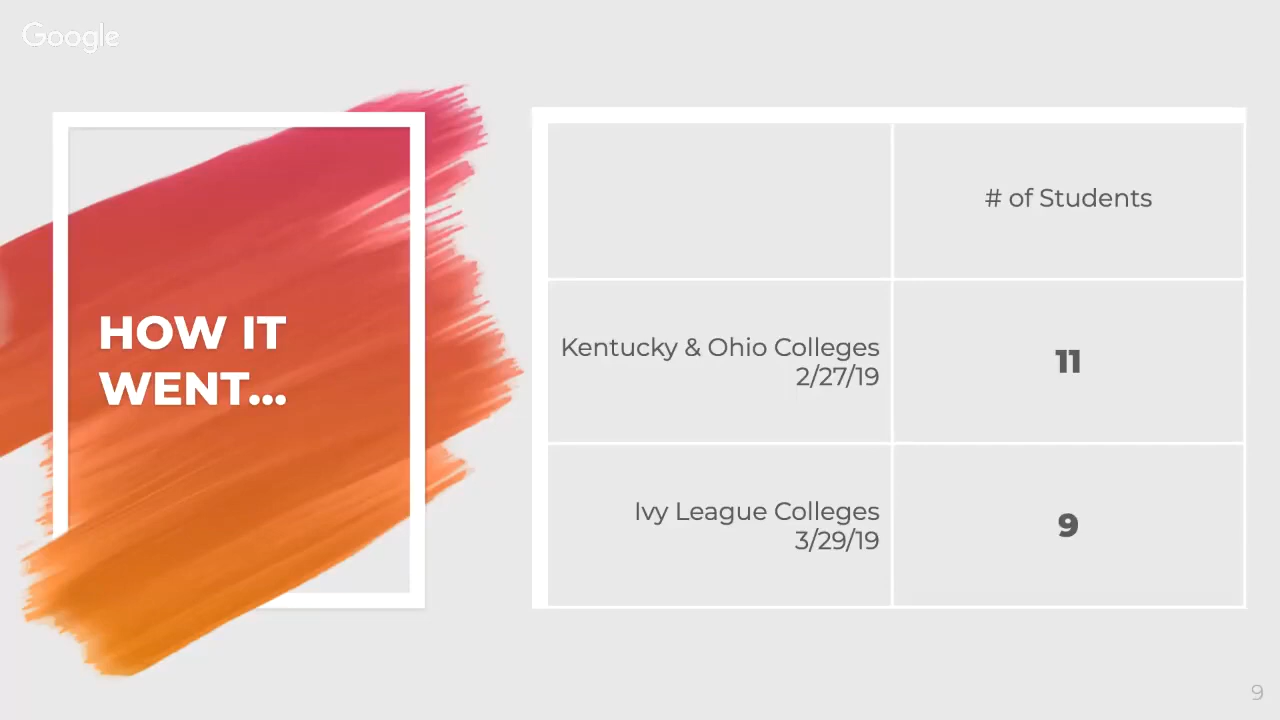 Google
HOW IT
WENT...
# of Students
Kentucky & Ohio Colleges
2/27/19
11
Ivy League Colleges
3/29/19
9
9